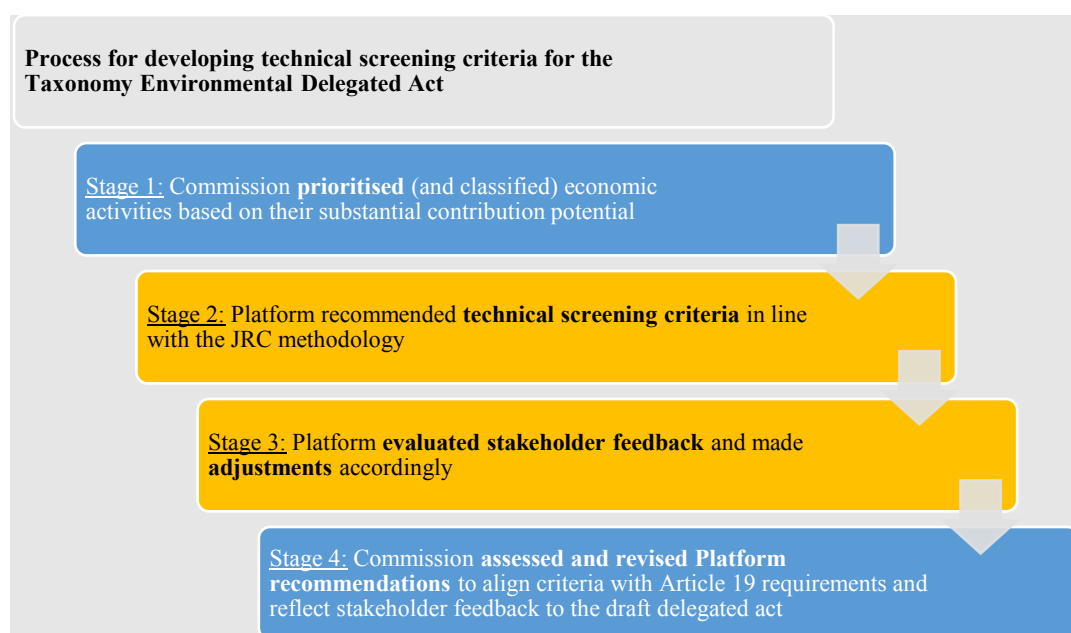 Process for developing technical screening criteria for the
Taxonomy Environmental Delegated Act
Stage 1: Commission prioritised (and classified) economic
activities based on their substantial contribution potential
Stage 2: Platform recommended technical screening criteria in line
with the JRC methodology
Stage 3: Platform evaluated stakeholder feedback and made
adjustments accordingly
Stage 4: Commission assessed and revised Platform
recommendations to align criteria with Article 19 requirements and
reflect stakeholder feedback to the draft delegated act